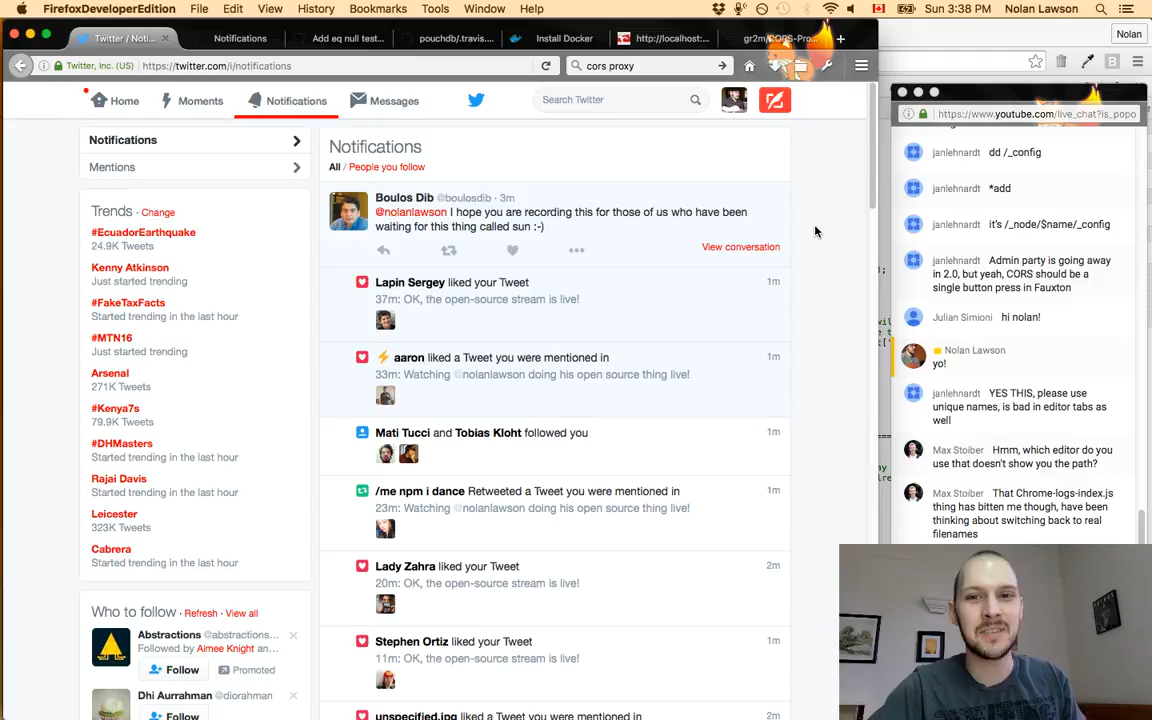 FirefoxDeveloperEdition File Edit View History Bookmarks Tools Window Help Sun 3:38 PM Nolan Lawson
Twitter / Noti... Notifications Add eq null test... pouchdb/.travis.... Install Docker http://localhost:... gr2m/CORS-Pro...
Nolan
Twitter, Inc. (US) https://twitter.com/i/notifications cors proxy
Home Moments Notifications Messages Search Twitter
https://www.youtube.com/live_chat?is_popo
Notifications
Mentions
Trends · Change
#EcuadorEarthquake
24.9K Tweets
Kenny Atkinson
Just started trending
#FakeTaxFacts
Started trending in the last hour
#MTN16
Just started trending
Arsenal
271K Tweets
#Kenya7s
79.9K Tweets
#DHMasters
Started trending in the last hour
Rajai Davis
Started trending in the last hour
Leicester
323K Tweets
Cabrera
Started trending in the last hour
Who to follow · Refresh · View all
Abstractions @abstractions...
Followed by Aimee Knight an...
Follow Promoted
Dhi Aurrahman @diorahman
Follow
Notifications
All / People you follow
Boulos Dib @boulosdib · 3m
@nolanlawson I hope you are recording this for those of us who have been
waiting for this thing called sun :-)
View conversation
Lapin Sergey liked your Tweet 1m
37m: OK, the open-source stream is live!
⚡ aaron liked a Tweet you were mentioned in 1m
33m: Watching @nolanlawson doing his open source thing live!
Mati Tucci and Tobias Kloht followed you 1m
/me npm i dance Retweeted a Tweet you were mentioned in 1m
23m: Watching @nolanlawson doing his open source thing live!
Lady Zahra liked your Tweet 2m
20m: OK, the open-source stream is live!
Stephen Ortiz liked your Tweet 1m
11m: OK, the open-source stream is live!
unspecified.jpg liked a Tweet you were mentioned in 2m
janlehnardt dd /_config
janlehnardt *add
janlehnardt it's /_node/$name/_config
janlehnardt Admin party is going away
in 2.0, but yeah, CORS should be a
single button press in Fauxton
Julian Simioni hi nolan!
Nolan Lawson
yo!
janlehnardt YES THIS, please use
unique names, is bad in editor tabs as
well
Max Stoiber Hmm, which editor do you
use that doesn't show you the path?
Max Stoiber That Chrome-logs-index.js
thing has bitten me though, have been
thinking about switching back to real
filenames